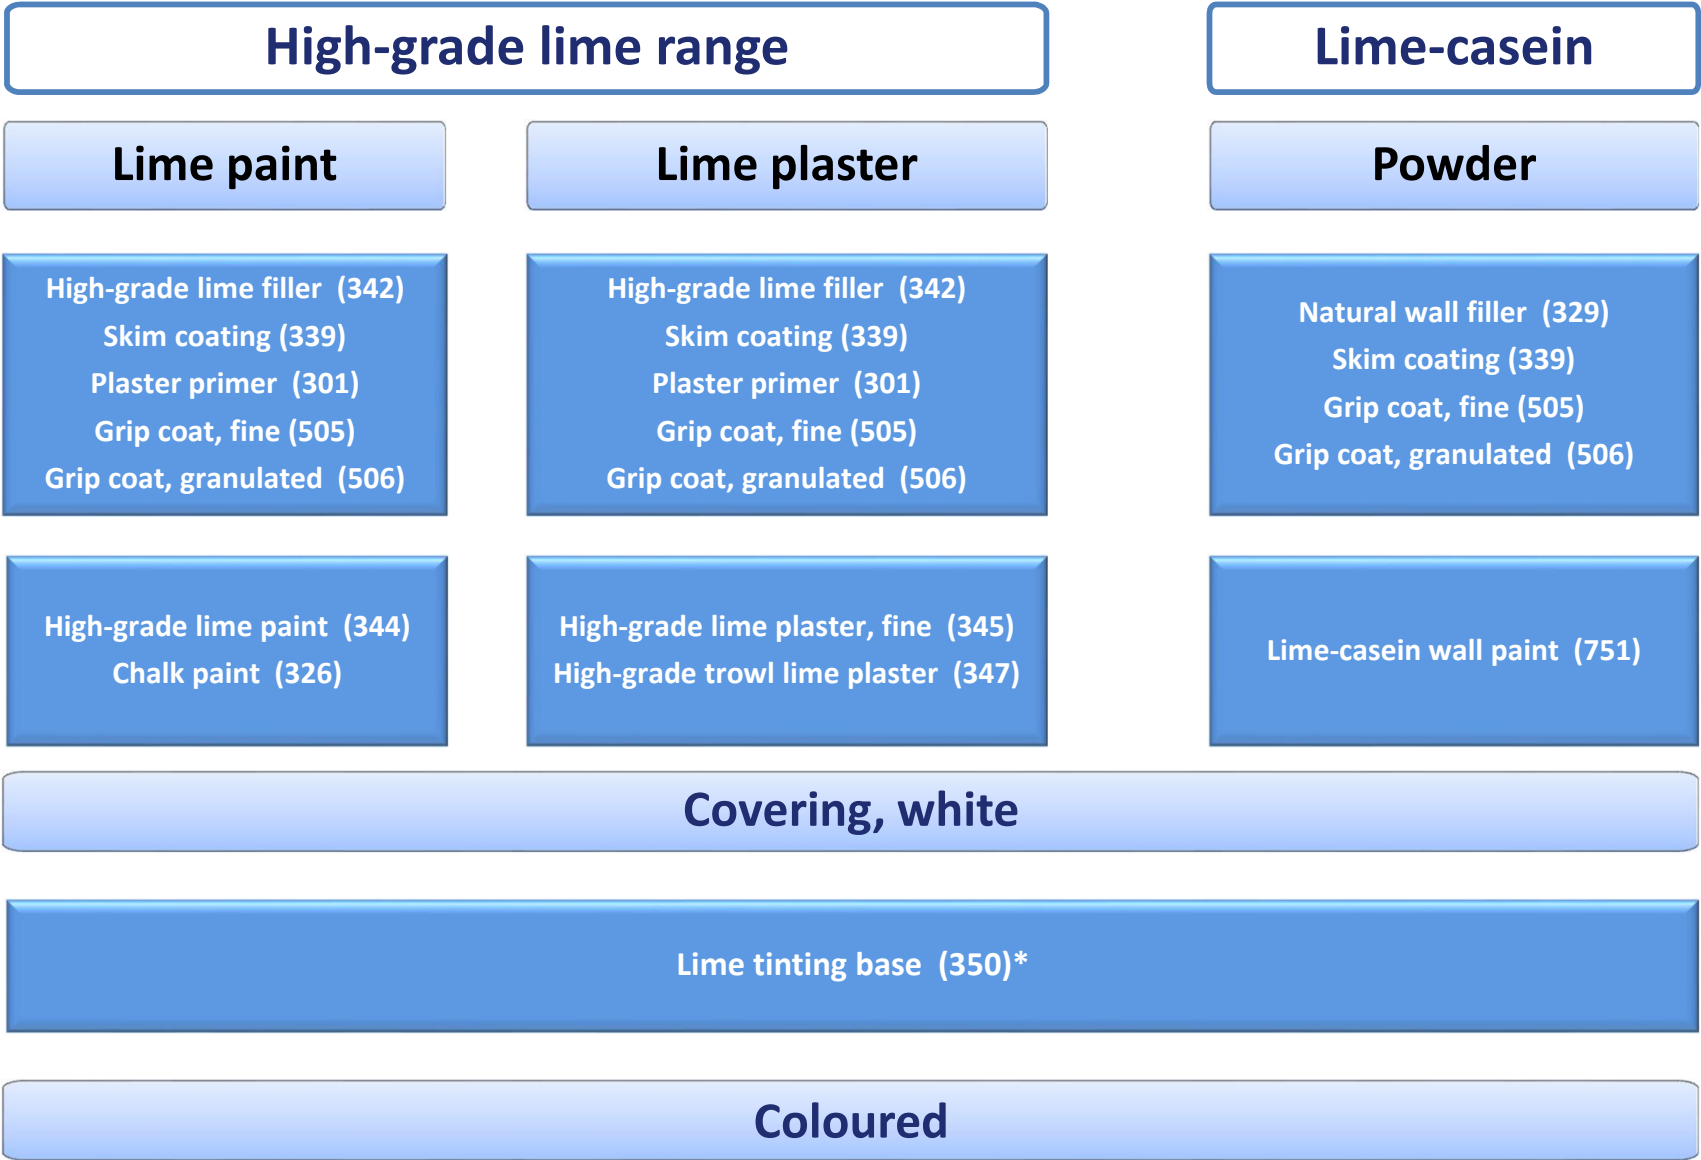 High-grade lime range
Lime-casein
Lime paint
Lime plaster
Powder
High-grade lime filler  (342)
Skim coating (339)
Plaster primer  (301)
Grip coat, fine (505)
Grip coat, granulated  (506)
High-grade lime filler  (342)
Skim coating (339)
Plaster primer  (301)
Grip coat, fine (505)
Grip coat, granulated  (506)
Natural wall filler  (329)
Skim coating (339)
Grip coat, fine (505)
Grip coat, granulated  (506)
High-grade lime paint  (344)
Chalk paint  (326)
High-grade lime plaster, fine  (345)
High-grade trowl lime plaster  (347)
Lime-casein wall paint  (751)
Covering, white
Lime tinting base  (350)*
Coloured